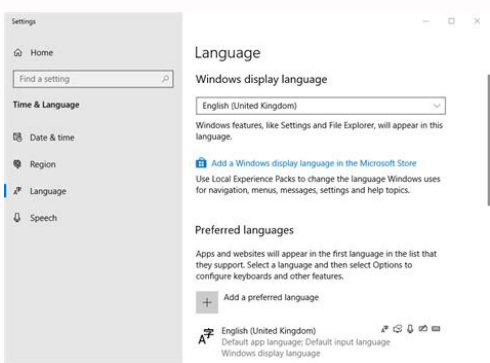 Settings
Home
Find a setting
Time & Language
Date & time
Region
Language
Speech
Language
Windows display language
English (United Kingdom)
Windows features, like Settings and File Explorer, will appear in this
language.
Add a Windows display language in the Microsoft Store
Use Local Experience Packs to change the language Windows uses
for navigation, menus, messages, settings and help topics.
Preferred languages
Apps and websites will appear in the first language in the list that
they support. Select a language and then select Options to
configure keyboards and other features.
Add a preferred language
English (United Kingdom)
Default app language; Default input language
Windows display language